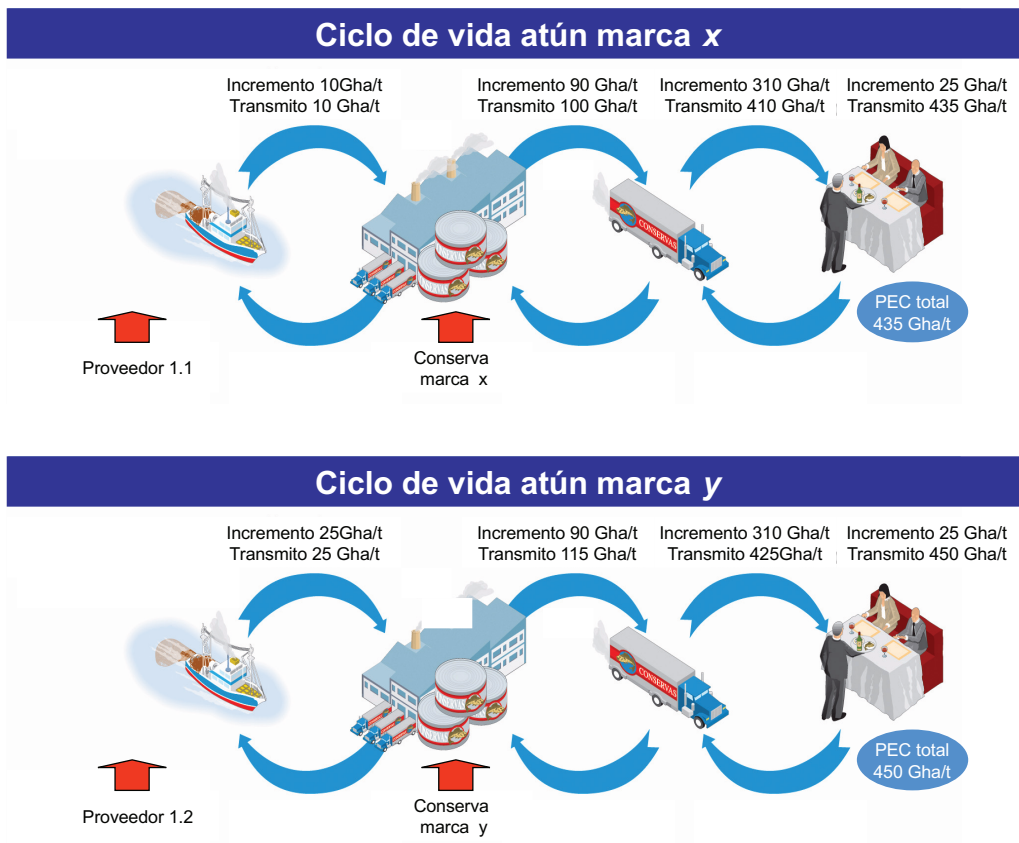 Ciclo de vida atún marca x
Incremento 10Gha/t
Transmito 10 Gha/t
Incremento 90 Gha/t
Transmito 100 Gha/t
Incremento 310 Gha/t
Transmito 410 Gha/t
Incremento 25 Gha/t
Transmito 435 Gha/t
CONSERVAS
PEC total
435 Gha/t
Proveedor 1.1
Conserva
marca x
Ciclo de vida atún marca y
Incremento 25Gha/t
Transmito 25 Gha/t
Incremento 90 Gha/t
Transmito 115 Gha/t
Incremento 310 Gha/t
Transmito 425Gha/t
Incremento 25 Gha/t
Transmito 450 Gha/t
CONSERVAS
PEC total
450 Gha/t
Proveedor 1.2
Conserva
marca y